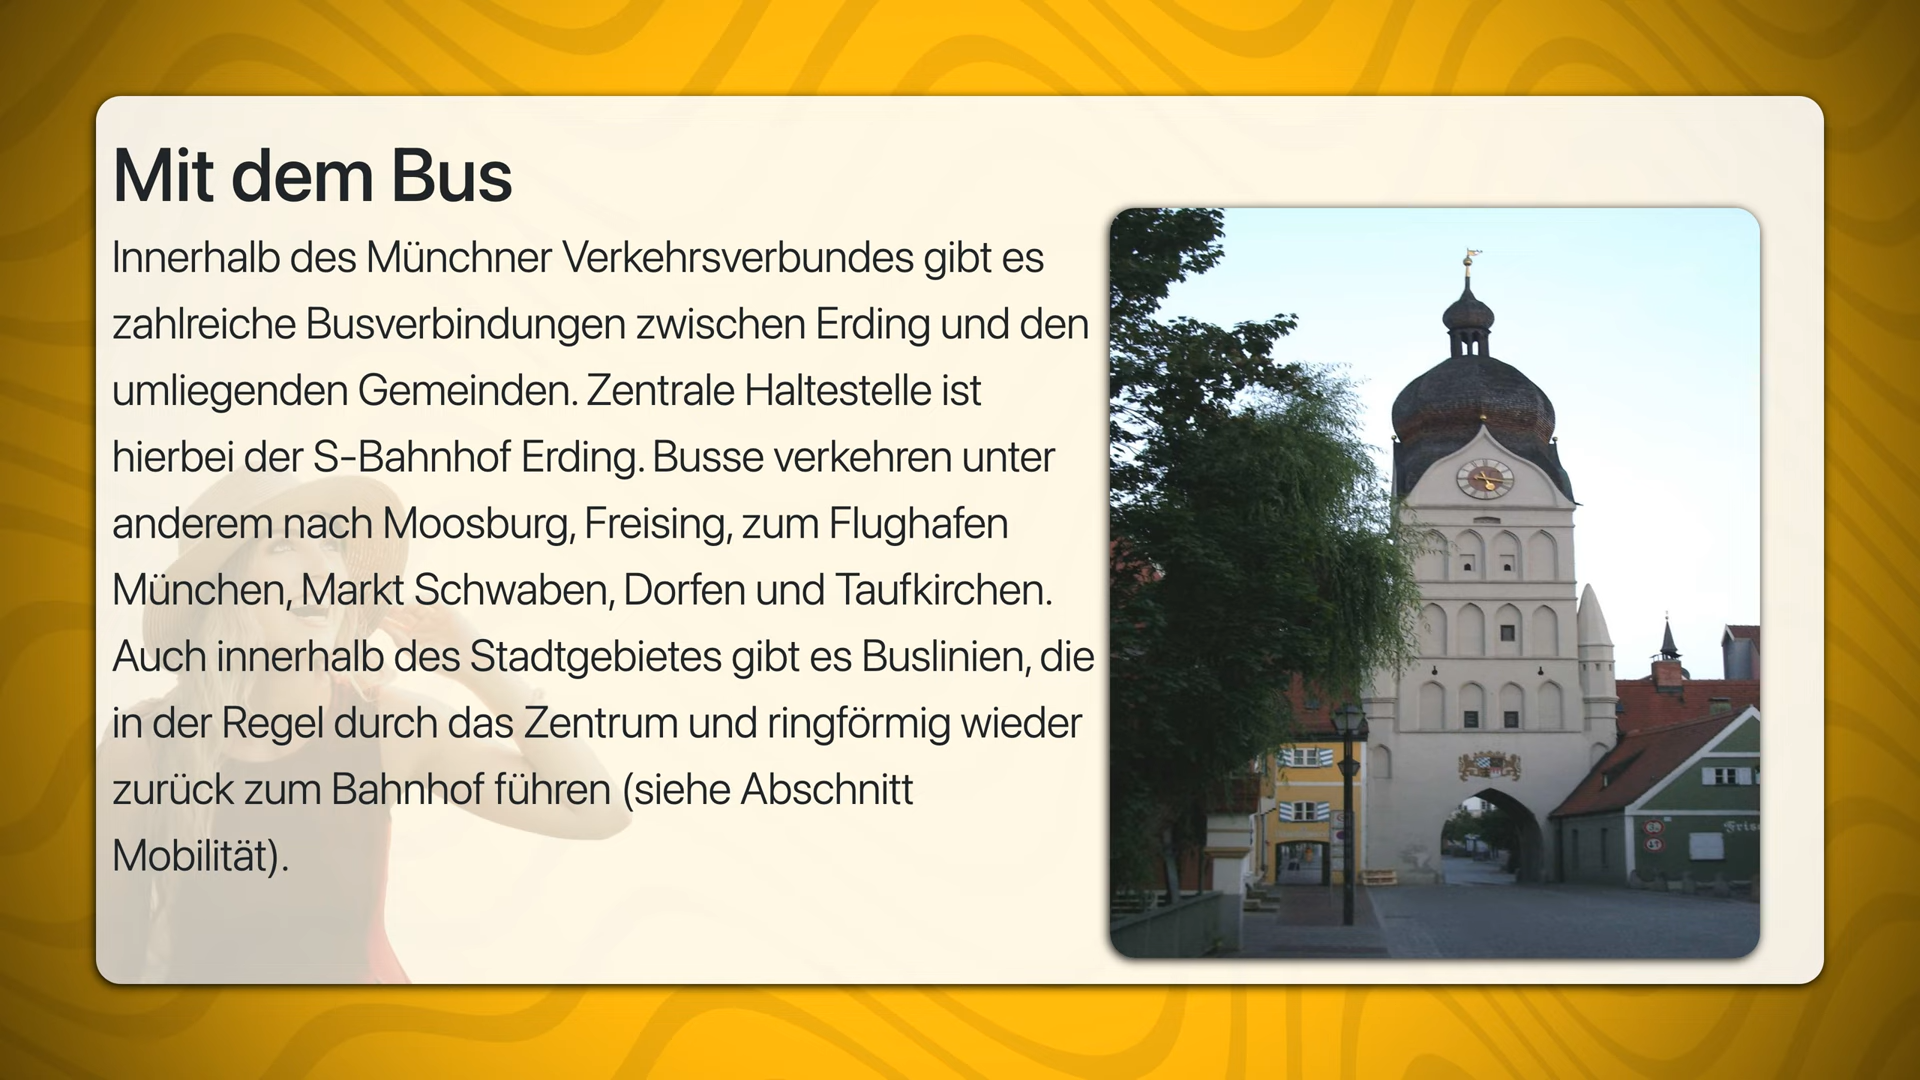 Mit dem Bus
Innerhalb des Münchner Verkehrsverbundes gibt es
zahlreiche Busverbindungen zwischen Erding und den
umliegenden Gemeinden. Zentrale Haltestelle ist
hierbei der S-Bahnhof Erding. Busse verkehren unter
anderem nach Moosburg, Freising, zum Flughafen
München, Markt Schwaben, Dorfen und Taufkirchen.
Auch innerhalb des Stadtgebietes gibt es Buslinien, die
in der Regel durch das Zentrum und ringförmig wieder
zurück zum Bahnhof führen (siehe Abschnitt
Mobilität).